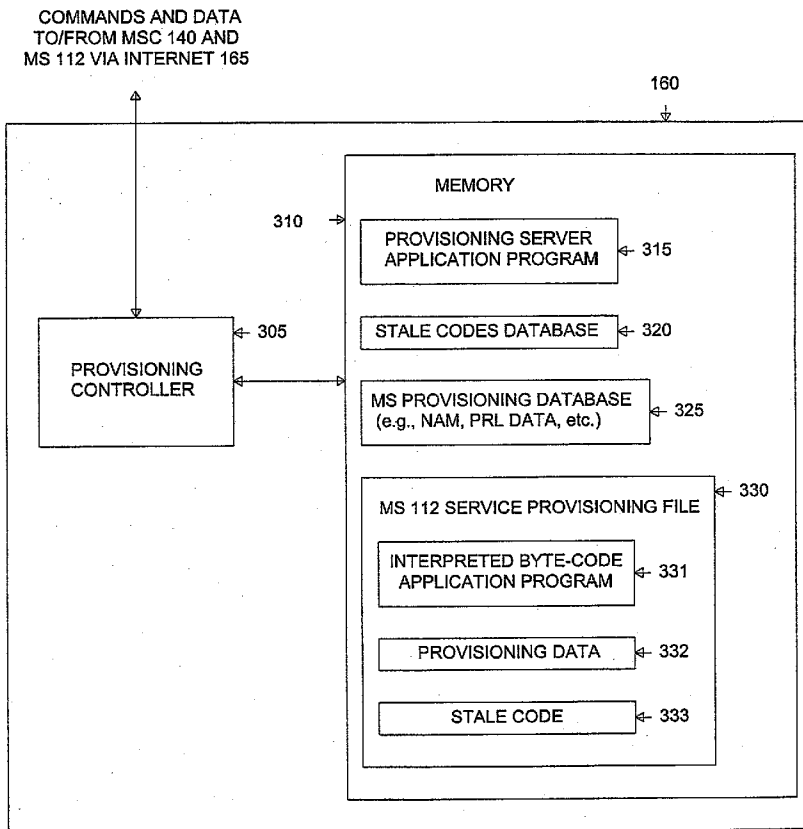 COMMANDS AND DATA
TO/FROM MSC 140 AND
MS 112 VIA INTERNET 165
160
MEMORY
310
PROVISIONING SERVER
APPLICATION PROGRAM
315
305
STALE CODES DATABASE
320
PROVISIONING
CONTROLLER
MS PROVISIONING DATABASE
(e.g., NAM, PRL DATA, etc.)
325
330
MS 112 SERVICE PROVISIONING FILE
INTERPRETED BYTE-CODE
APPLICATION PROGRAM
331
PROVISIONING DATA
332
STALE CODE
333